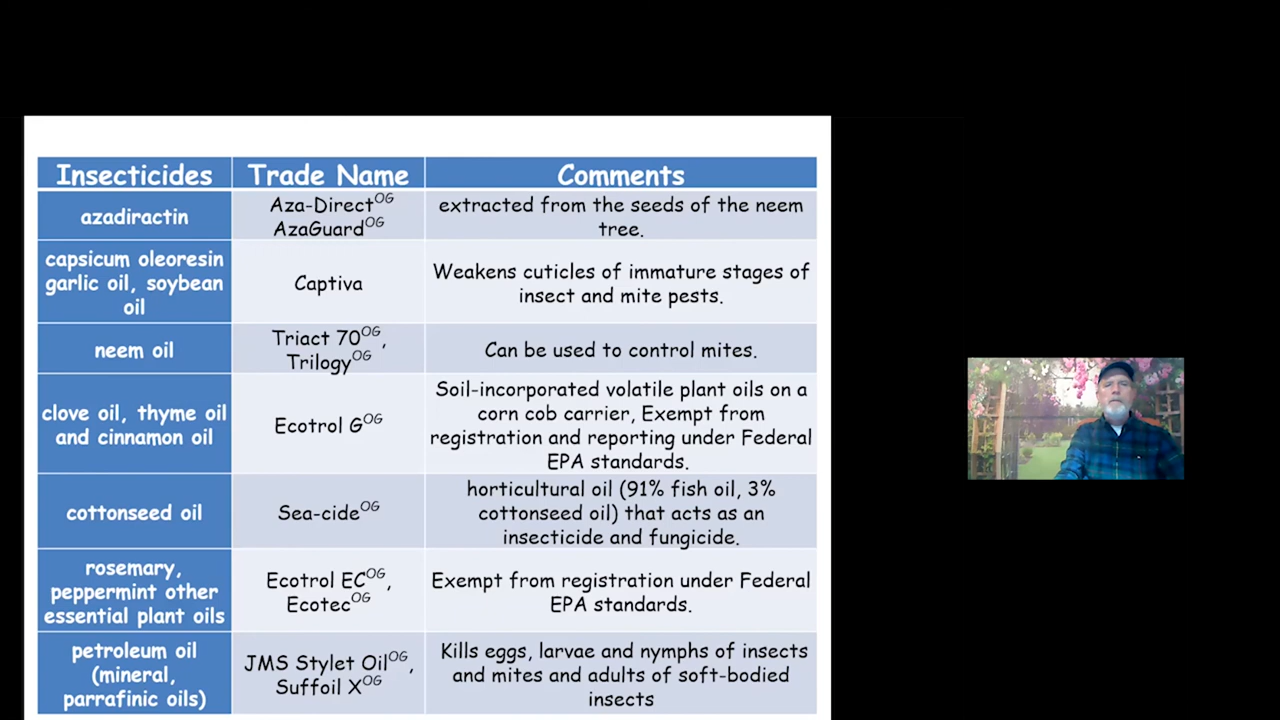 Insecticides Trade Name Comments
azadiractin
Aza-DirectOG
AzaGuardOG
extracted from the seeds of the neem
tree.
capsicum oleoresin
garlic oil, soybean
oil
Captiva
Weakens cuticles of immature stages of
insect and mite pests.
neem oil
Triact 70OG,
TrilogyOG
Can be used to control mites.
clove oil, thyme oil
and cinnamon oil
Ecotrol GOG
Soil-incorporated volatile plant oils on a
corn cob carrier, Exempt from
registration and reporting under Federal
EPA standards.
cottonseed oil
Sea-cideOG
horticultural oil (91% fish oil, 3%
cottonseed oil) that acts as an
insecticide and fungicide.
rosemary,
peppermint other
essential plant oils
Ecotrol ECOG,
EcotecOG
Exempt from registration under Federal
EPA standards.
petroleum oil
(mineral,
parrafinic oils)
JMS Stylet OilOG,
Suffoil XOG
Kills eggs, larvae and nymphs of insects
and mites and adults of soft-bodied
insects